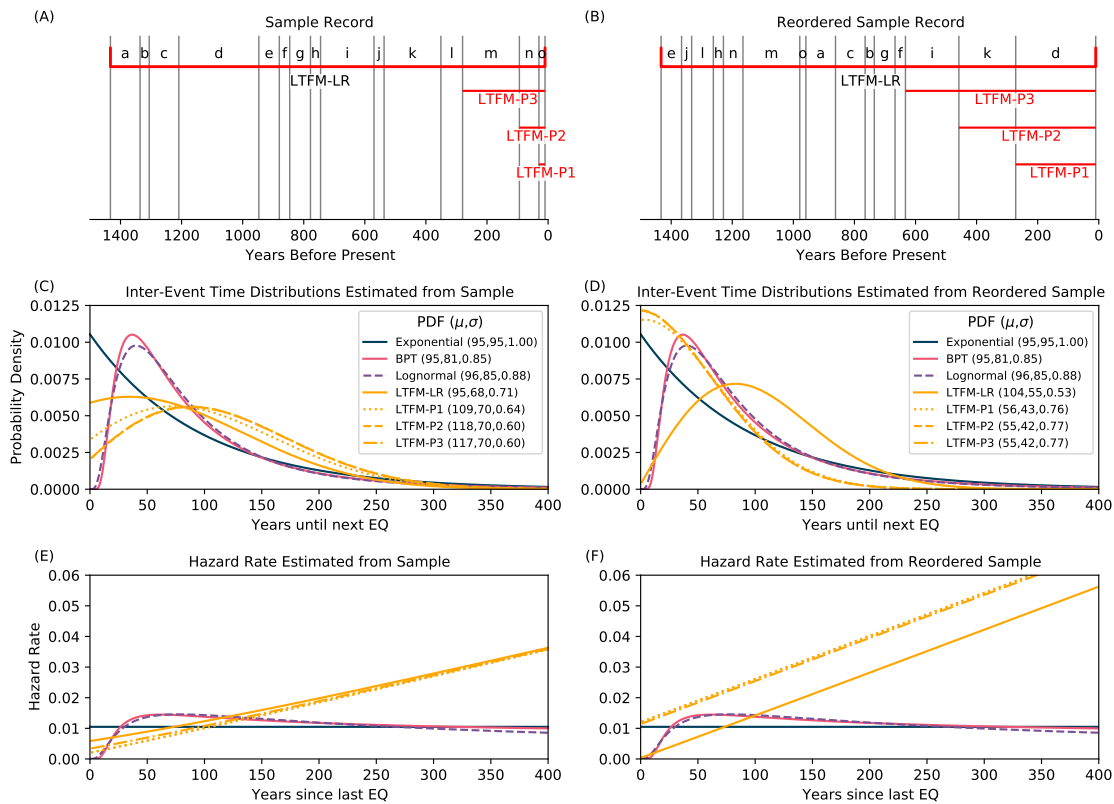 (A)
Sample Record
a b c d e f g h i j k l m n o
LTFM-LR
LTFM-P3
LTFM-P2
LTFM-P1
1400 1200 1000 800 600 400 200 0
Years Before Present
(B)
Reordered Sample Record
e j l h n m o a c b g f i k d
LTFM-LR
LTFM-P3
LTFM-P2
LTFM-P1
1400 1200 1000 800 600 400 200 0
Years Before Present
(C)
Inter-Event Time Distributions Estimated from Sample
Probability Density
0.0125
0.0100
0.0075
0.0050
0.0025
0.0000
PDF (μ,σ)
Exponential (95,95,1.00)
BPT (95,81,0.85)
Lognormal (96,85,0.88)
LTFM-LR (95,68,0.71)
LTFM-P1 (109,70,0.64)
LTFM-P2 (118,70,0.60)
LTFM-P3 (117,70,0.60)
0 50 100 150 200 250 300 350 400
Years until next EQ
(D)
Inter-Event Time Distributions Estimated from Reordered Sample
0.0125
0.0100
0.0075
0.0050
0.0025
0.0000
PDF (μ,σ)
Exponential (95,95,1.00)
BPT (95,81,0.85)
Lognormal (96,85,0.88)
LTFM-LR (104,55,0.53)
LTFM-P1 (56,43,0.76)
LTFM-P2 (55,42,0.77)
LTFM-P3 (55,42,0.77)
0 50 100 150 200 250 300 350 400
Years until next EQ
(E)
Hazard Rate Estimated from Sample
Hazard Rate
0.06
0.05
0.04
0.03
0.02
0.01
0.00
0 50 100 150 200 250 300 350 400
Years since last EQ
(F)
Hazard Rate Estimated from Reordered Sample
0.06
0.05
0.04
0.03
0.02
0.01
0.00
0 50 100 150 200 250 300 350 400
Years since last EQ